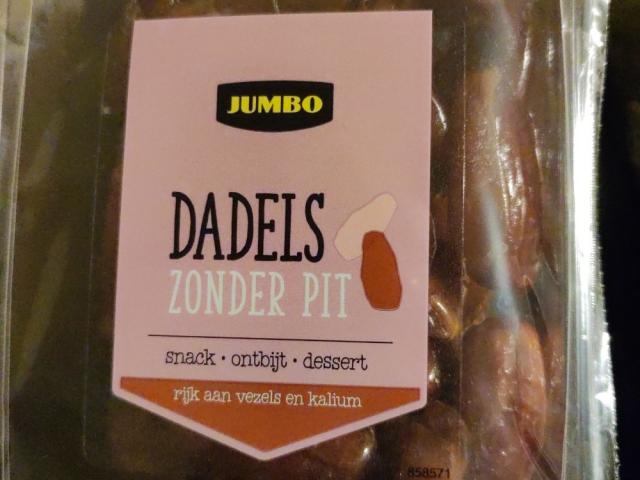 JUMBO
DADELS
ZONDER PIT
snack • ontbijt • dessert
rijk aan vezels en kalium
858571